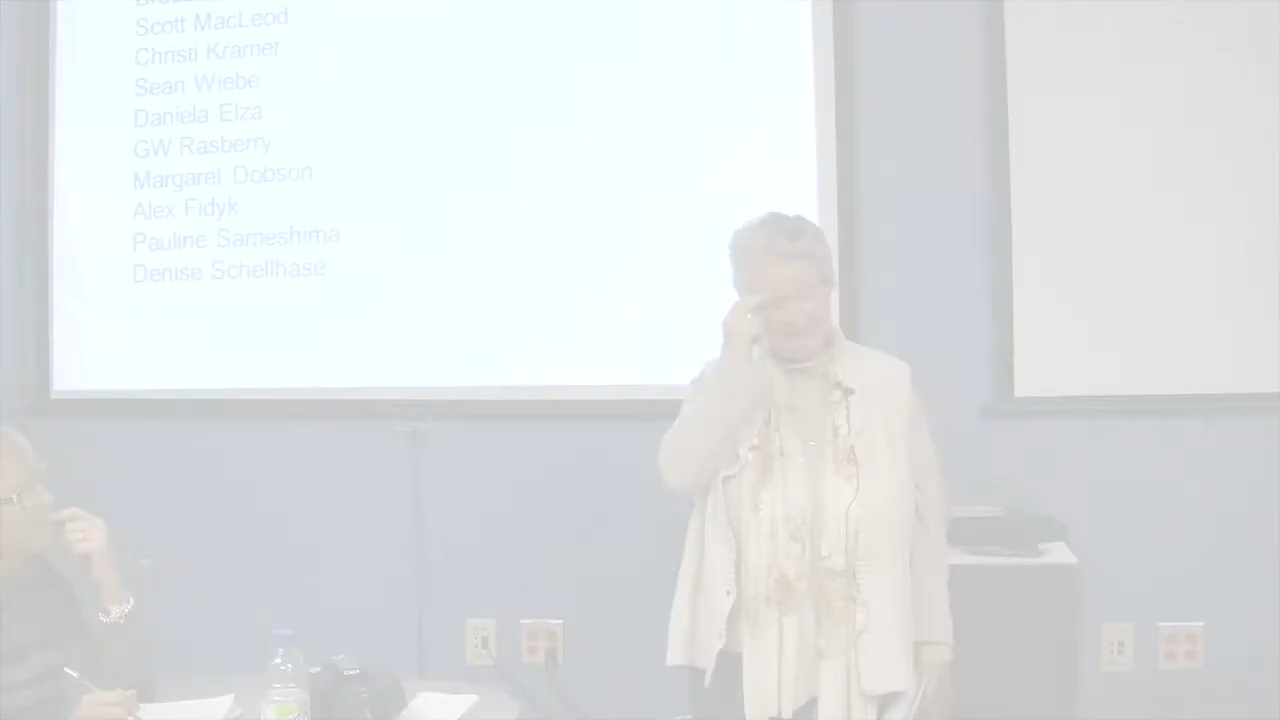 Scott MacLeod
Christi Kramer
Sean Wiebe
Daniela Elza
GW Rasberry
Margaret Dobson
Alex Fidyk
Pauline Sameshima
Denise Schellhase